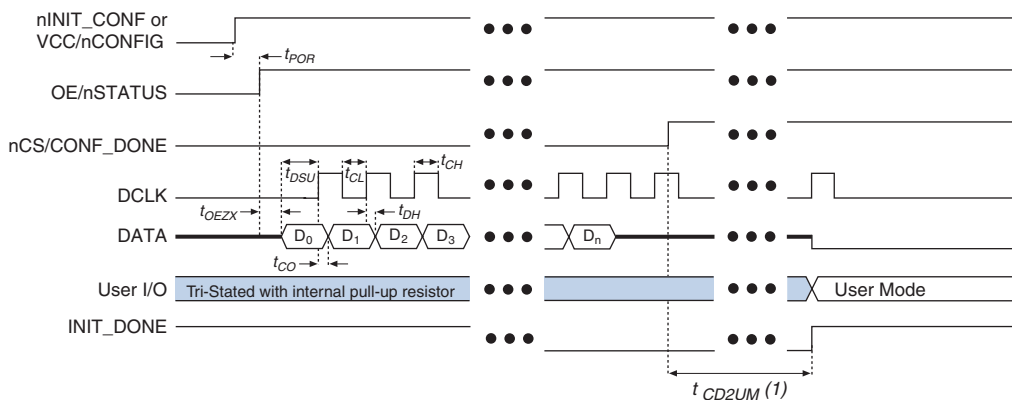 nINIT_CONF or
VCC/nCONFIG
tPOR
OE/nSTATUS
nCS/CONF_DONE
tDSU
tCL
tCH
DCLK
tOEZX
tDH
DATA
D0
D1
D2
D3
Dn
tCO
User I/O
Tri-Stated with internal pull-up resistor
User Mode
INIT_DONE
t CD2UM (1)